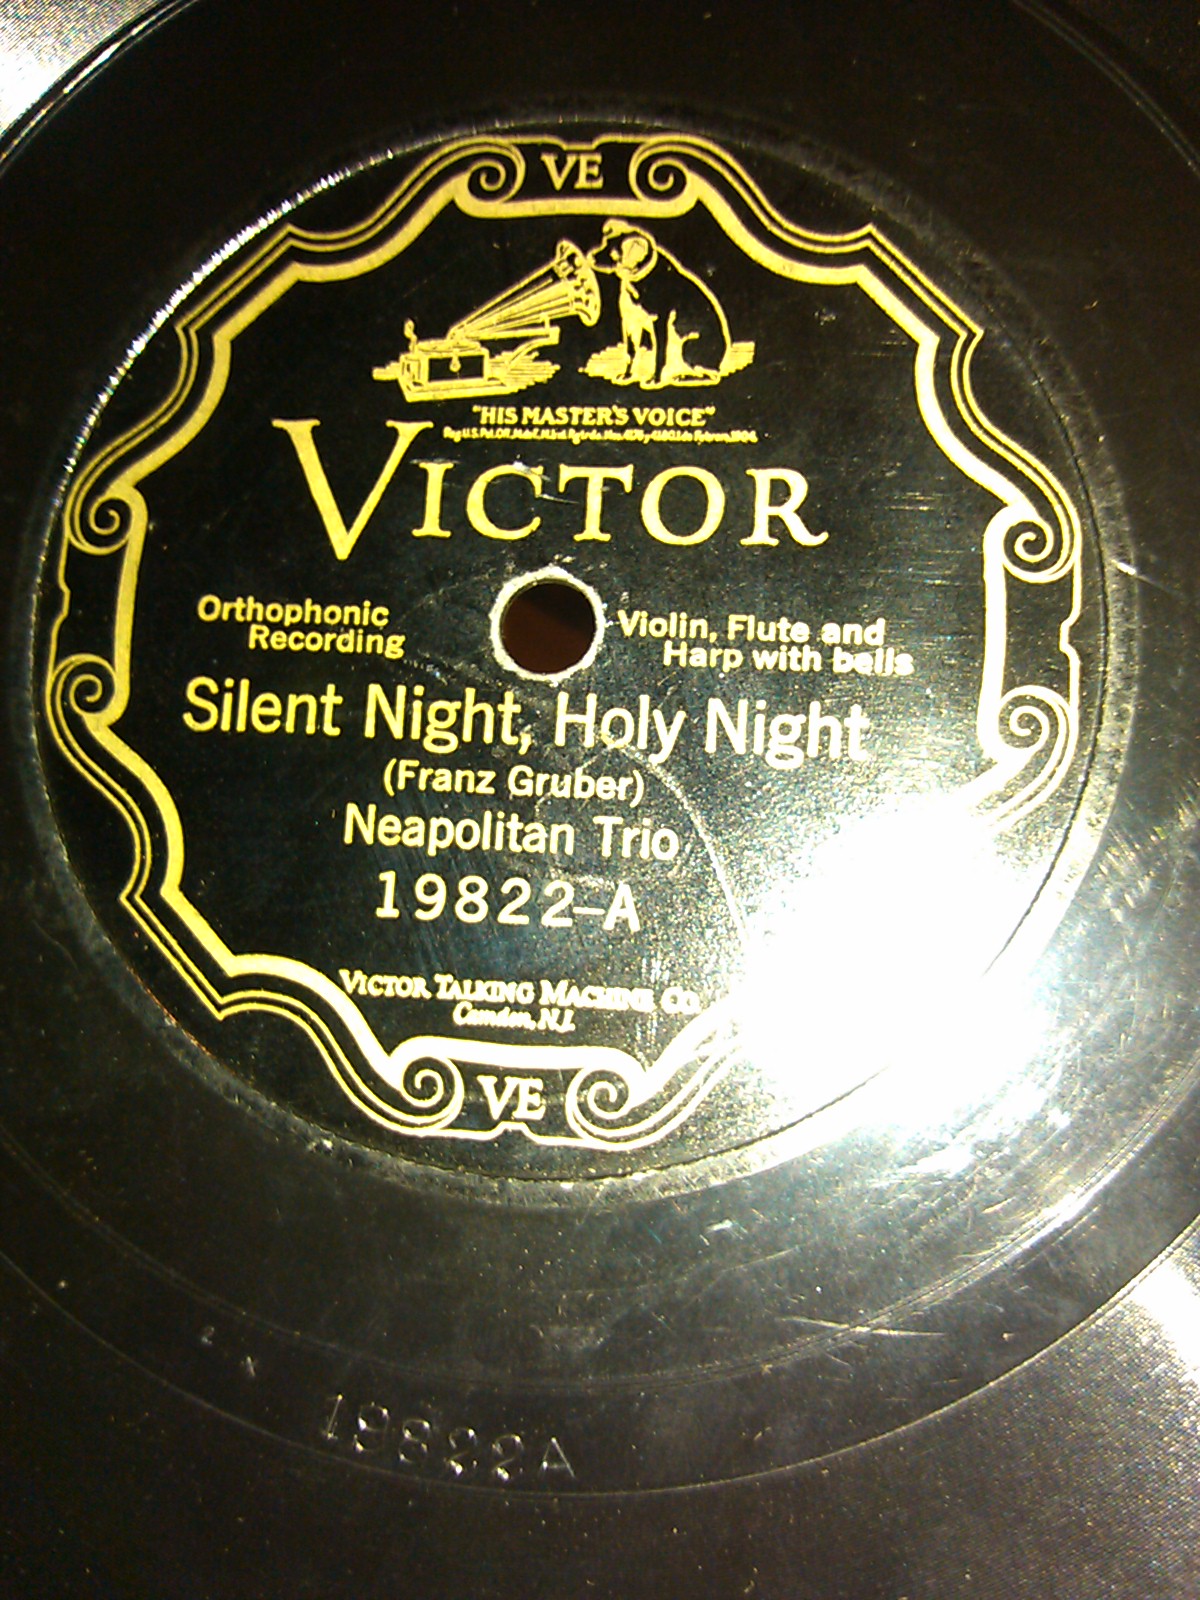 VE
"HIS MASTER'S VOICE"
VICTOR
Orthophonic
Recording
Violin, Flute and
Harp with bells
Silent Night, Holy Night
(Franz Gruber)
Neapolitan Trio
19822-A
VICTOR TALKING MACHINE CO.
Camden, N.J.
VE
19822A